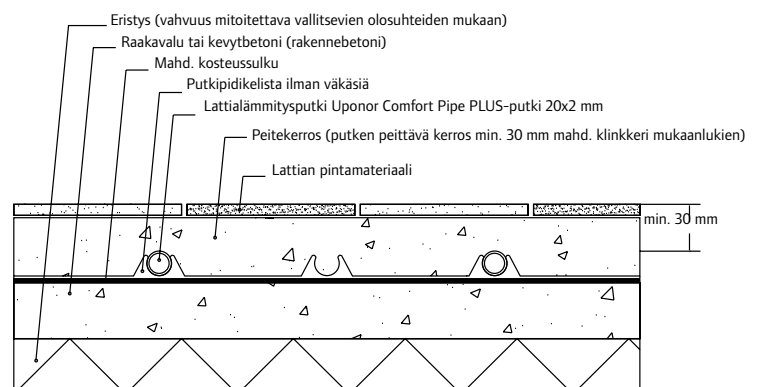 Eristys (vahvuus mitoitettava vallitsevien olosuhteiden mukaan)
Raakavalu tai kevytbetoni (rakennebetoni)
Mahd. kosteussulku
Putkipidikelista ilman väkäsiä
Lattialämmitysputki Uponor Comfort Pipe PLUS-putki 20x2 mm
Peitekerros (putken peittävä kerros min. 30 mm mahd. klinkkeri mukaanlukien)
Lattian pintamateriaali
min. 30 mm